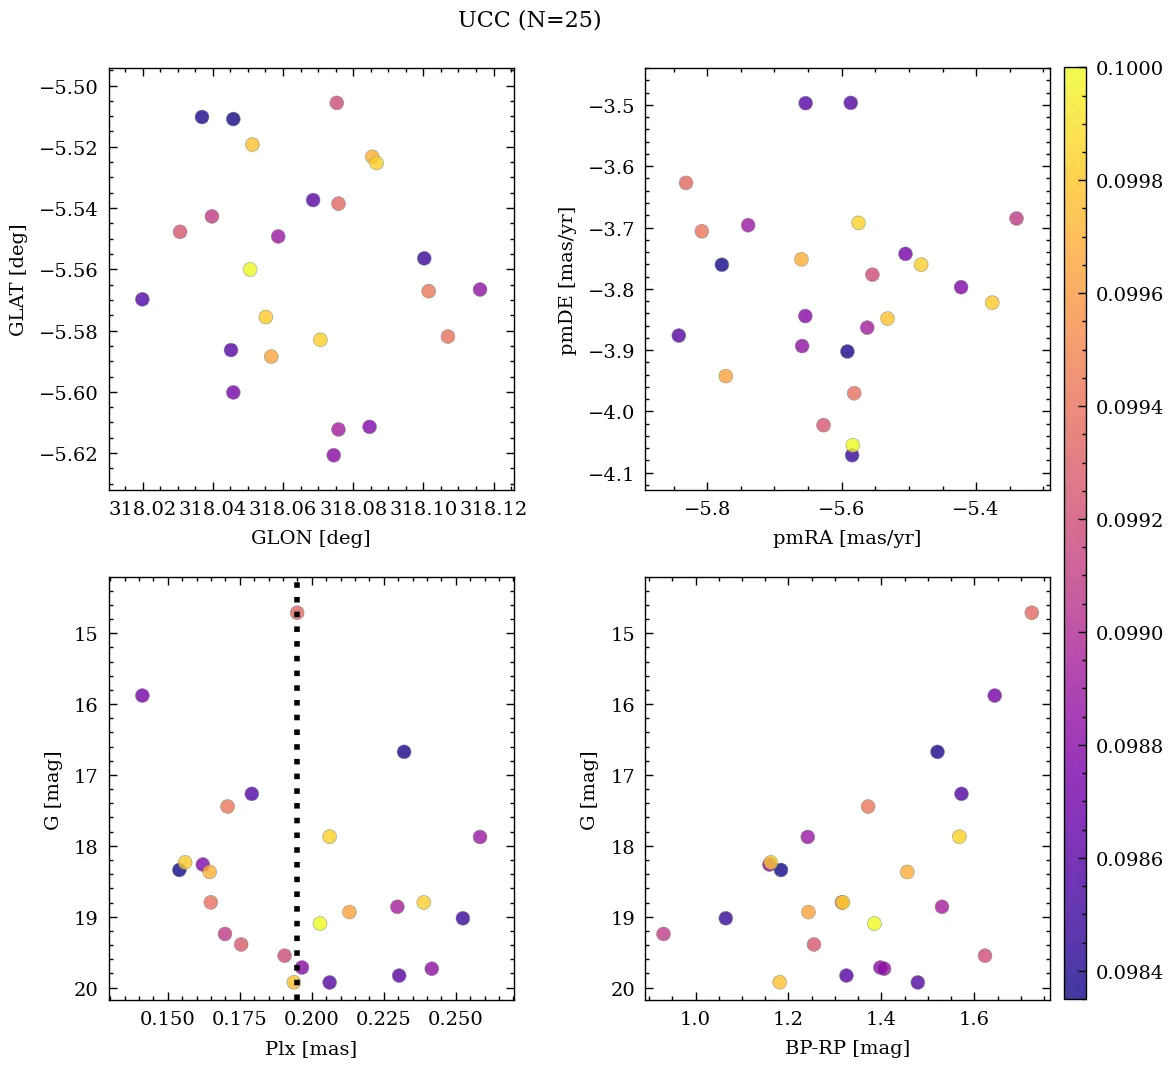 UCC (N=25)
−5.50
−5.52
−5.54
−5.56
−5.58
−5.60
−5.62
GLAT [deg]
318.02 318.04 318.06 318.08 318.10 318.12
GLON [deg]
−3.5
−3.6
−3.7
−3.8
−3.9
−4.0
−4.1
pmDE [mas/yr]
−5.8 −5.6 −5.4
pmRA [mas/yr]
15
16
17
18
19
20
G [mag]
0.150 0.175 0.200 0.225 0.250
Plx [mas]
15
16
17
18
19
20
G [mag]
1.0 1.2 1.4 1.6
BP-RP [mag]
0.1000
0.0998
0.0996
0.0994
0.0992
0.0990
0.0988
0.0986
0.0984